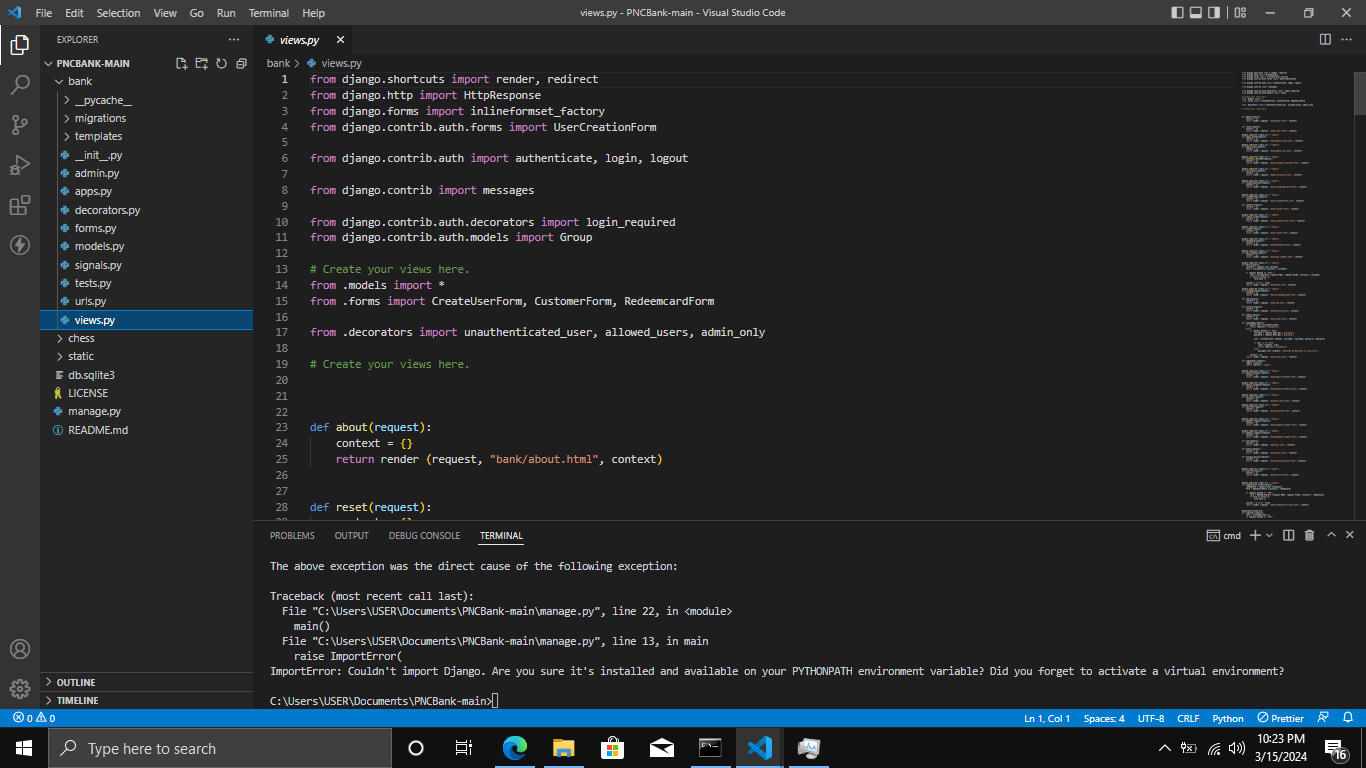 File Edit Selection View Go Run Terminal Help
views.py - PNCBank-main - Visual Studio Code
EXPLORER
PNCBANK-MAIN
bank
__pycache__
migrations
templates
__init__.py
admin.py
apps.py
decorators.py
forms.py
models.py
signals.py
tests.py
urls.py
views.py
chess
static
db.sqlite3
LICENSE
manage.py
README.md
OUTLINE
TIMELINE
views.py
bank > views.py
1 from django.shortcuts import render, redirect
2 from django.http import HttpResponse
3 from django.forms import inlineformset_factory
4 from django.contrib.auth.forms import UserCreationForm
5
6 from django.contrib.auth import authenticate, login, logout
7
8 from django.contrib import messages
9
10 from django.contrib.auth.decorators import login_required
11 from django.contrib.auth.models import Group
12
13 # Create your views here.
14 from .models import *
15 from .forms import CreateUserForm, CustomerForm, RedeemcardForm
16
17 from .decorators import unauthenticated_user, allowed_users, admin_only
18
19 # Create your views here.
20
21
22
23 def about(request):
24 context = {}
25 return render (request, "bank/about.html", context)
26
27
28 def reset(request):
PROBLEMS OUTPUT DEBUG CONSOLE TERMINAL
cmd
The above exception was the direct cause of the following exception:
Traceback (most recent call last):
File "C:\Users\USER\Documents\PNCBank-main\manage.py", line 22, in <module>
main()
File "C:\Users\USER\Documents\PNCBank-main\manage.py", line 13, in main
raise ImportError(
ImportError: Couldn't import Django. Are you sure it's installed and available on your PYTHONPATH environment variable? Did you forget to activate a virtual environment?
C:\Users\USER\Documents\PNCBank-main>
0 0
Ln 1, Col 1 Spaces: 4 UTF-8 CRLF Python Prettier
Type here to search
10:23 PM
3/15/2024
16